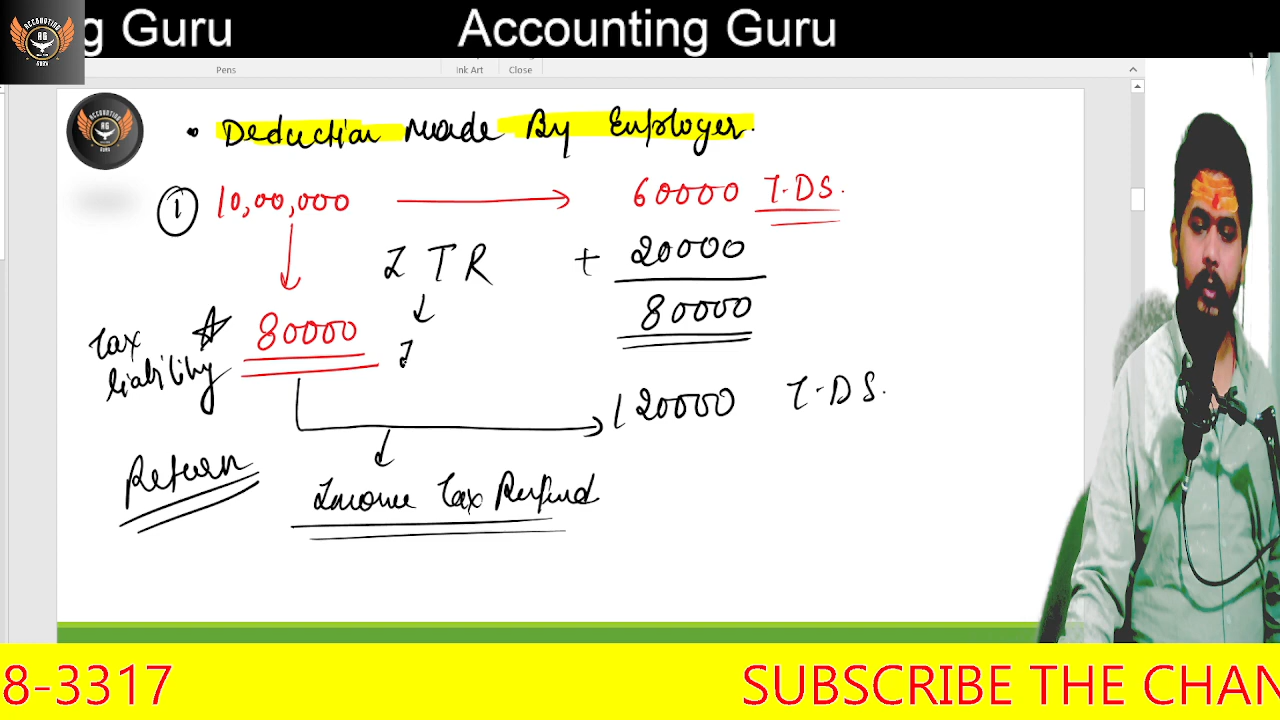 g Guru Accounting Guru
Pens Ink Art Close
• Deduction Made By Employer.
1 10,00,000 → 60000 T.D.S.
ITR + 20000
80000
Tax liability 80000
I
120000 T.D.S.
Return
Income Tax Refund
8-3317 SUBSCRIBE THE CHAN